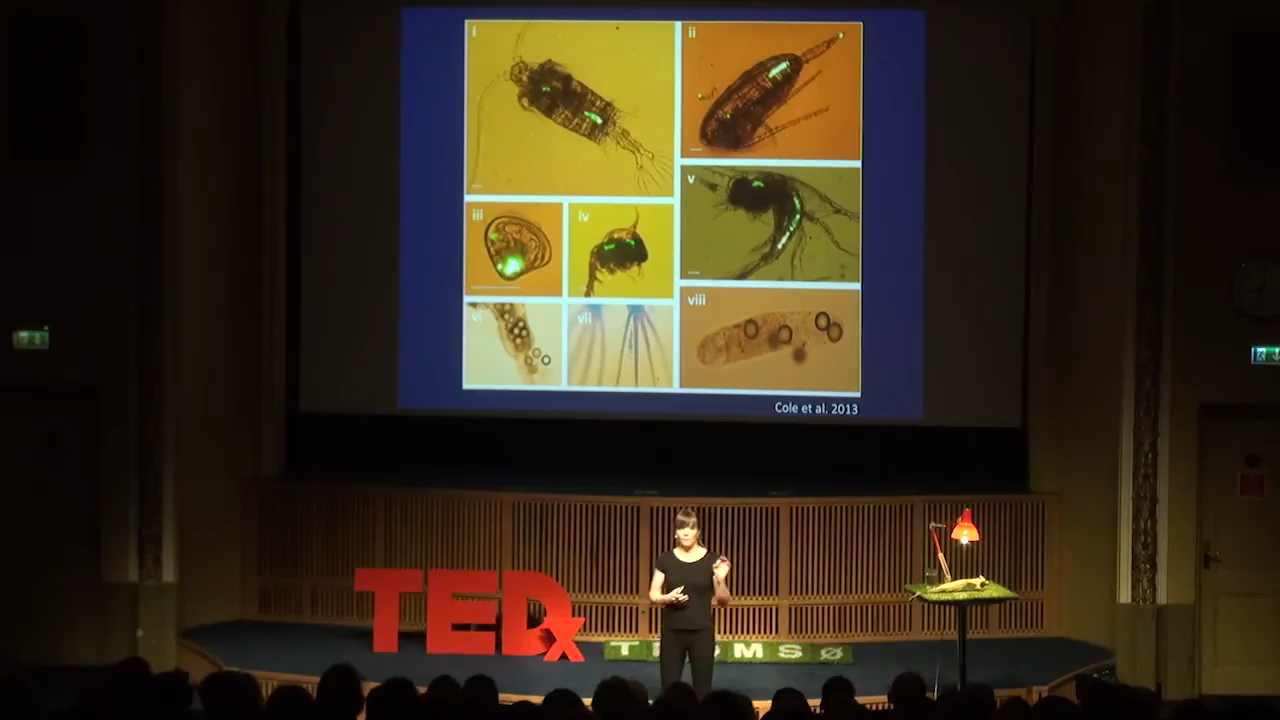 i
ii
iii
iv
v
vi
vii
viii
Cole et al. 2013
TEDx
TROMSØ